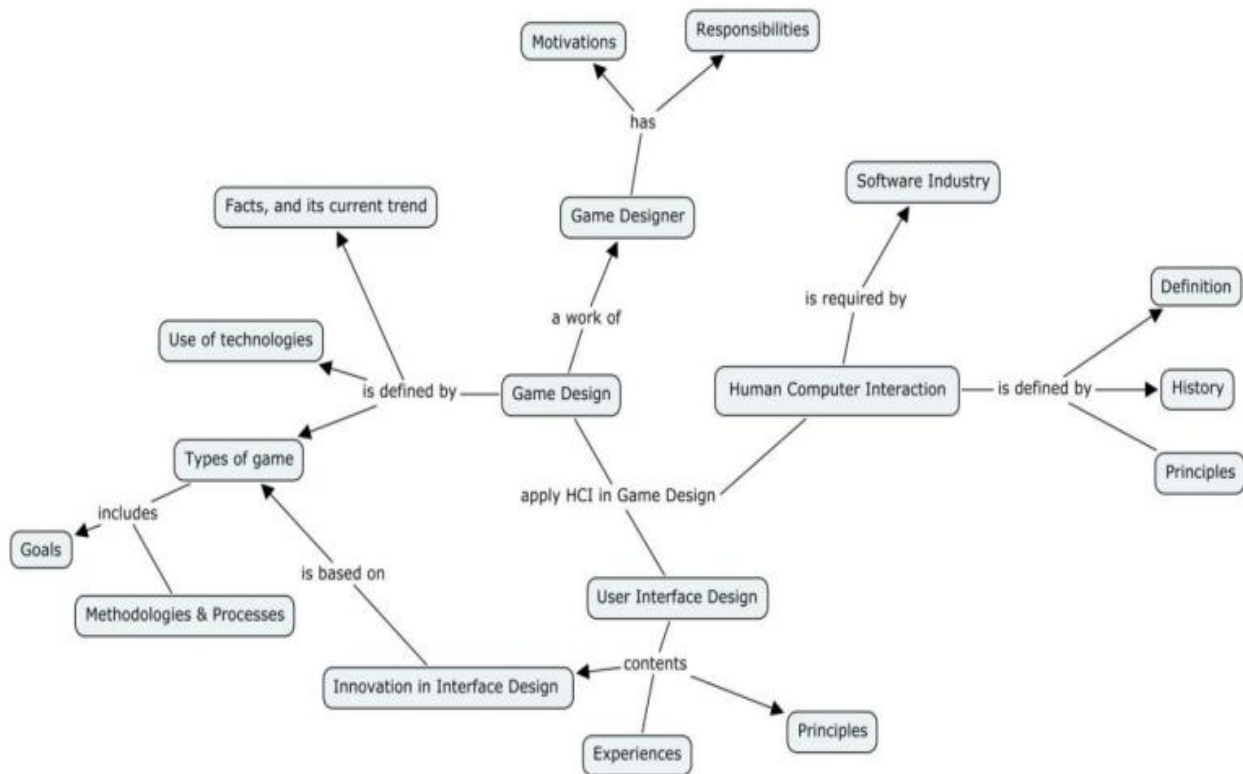 Motivations
Responsibilities
has
Software Industry
Facts, and its current trend
Game Designer
Definition
is required by
a work of
Use of technologies
is defined by
Game Design
Human Computer Interaction
is defined by
History
Types of game
Principles
apply HCI in Game Design
includes
Goals
is based on
User Interface Design
Methodologies & Processes
contents
Innovation in Interface Design
Principles
Experiences